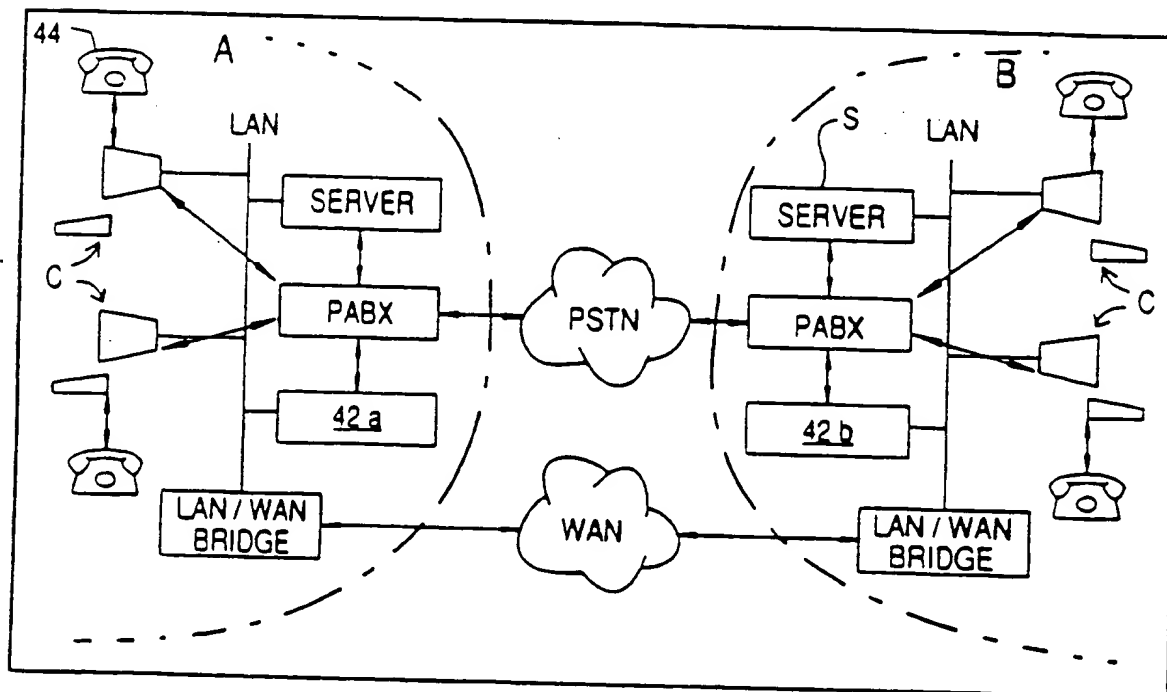 44
A
B
LAN
S
LAN
SERVER
SERVER
C
C
PABX
PSTN
PABX
42 a
42 b
LAN / WAN
BRIDGE
WAN
LAN / WAN
BRIDGE